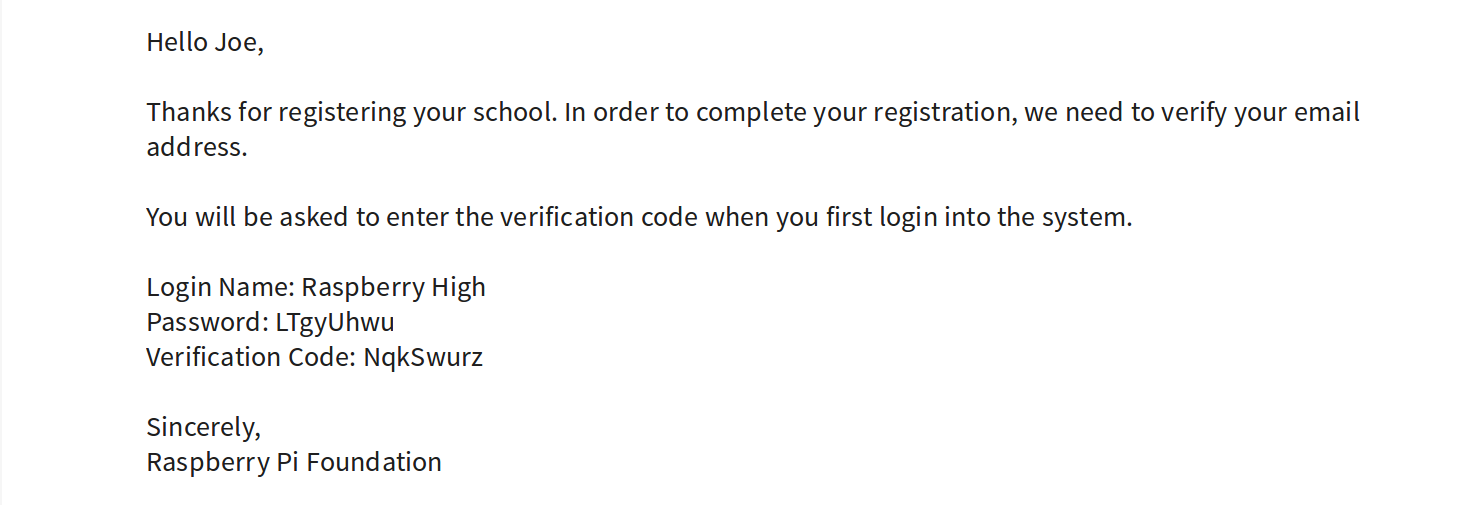 Hello Joe,
Thanks for registering your school. In order to complete your registration, we need to verify your email
address.
You will be asked to enter the verification code when you first login into the system.
Login Name: Raspberry High
Password: LTgyUhwu
Verification Code: NqkSwurz
Sincerely,
Raspberry Pi Foundation